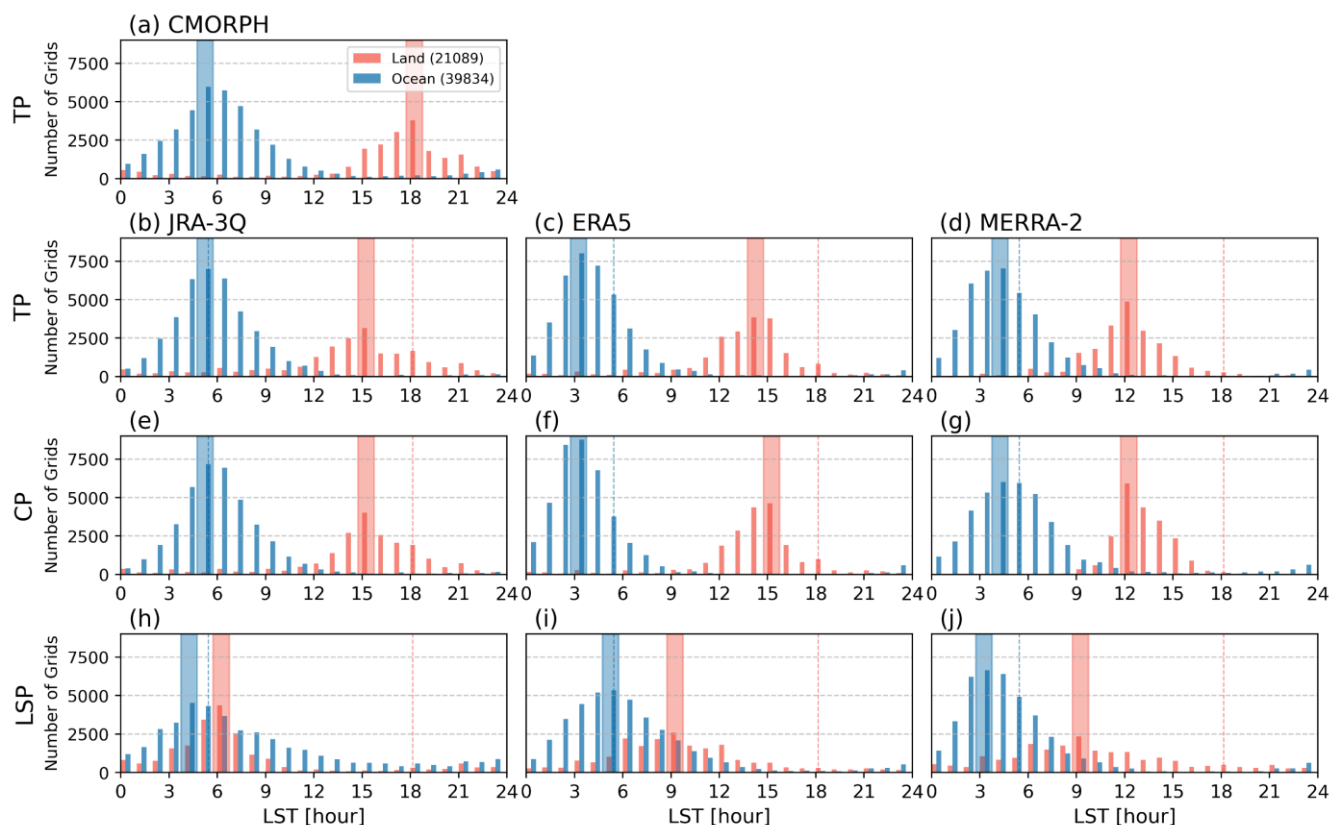 (a) CMORPH
TP
Number of Grids
7500
5000
2500
0
Land (21089)
Ocean (39834)
0 3 6 9 12 15 18 21 24
(b) JRA-3Q (c) ERA5 (d) MERRA-2
TP
Number of Grids
7500
5000
2500
0
0 3 6 9 12 15 18 21 24 3 6 9 12 15 18 21 24 3 6 9 12 15 18 21 24
(e) (f) (g)
CP
Number of Grids
7500
5000
2500
0
0 3 6 9 12 15 18 21 24 3 6 9 12 15 18 21 24 3 6 9 12 15 18 21 24
(h) (i) (j)
LSP
Number of Grids
7500
5000
2500
0
0 3 6 9 12 15 18 21 24 3 6 9 12 15 18 21 24 3 6 9 12 15 18 21 24
LST [hour] LST [hour] LST [hour]